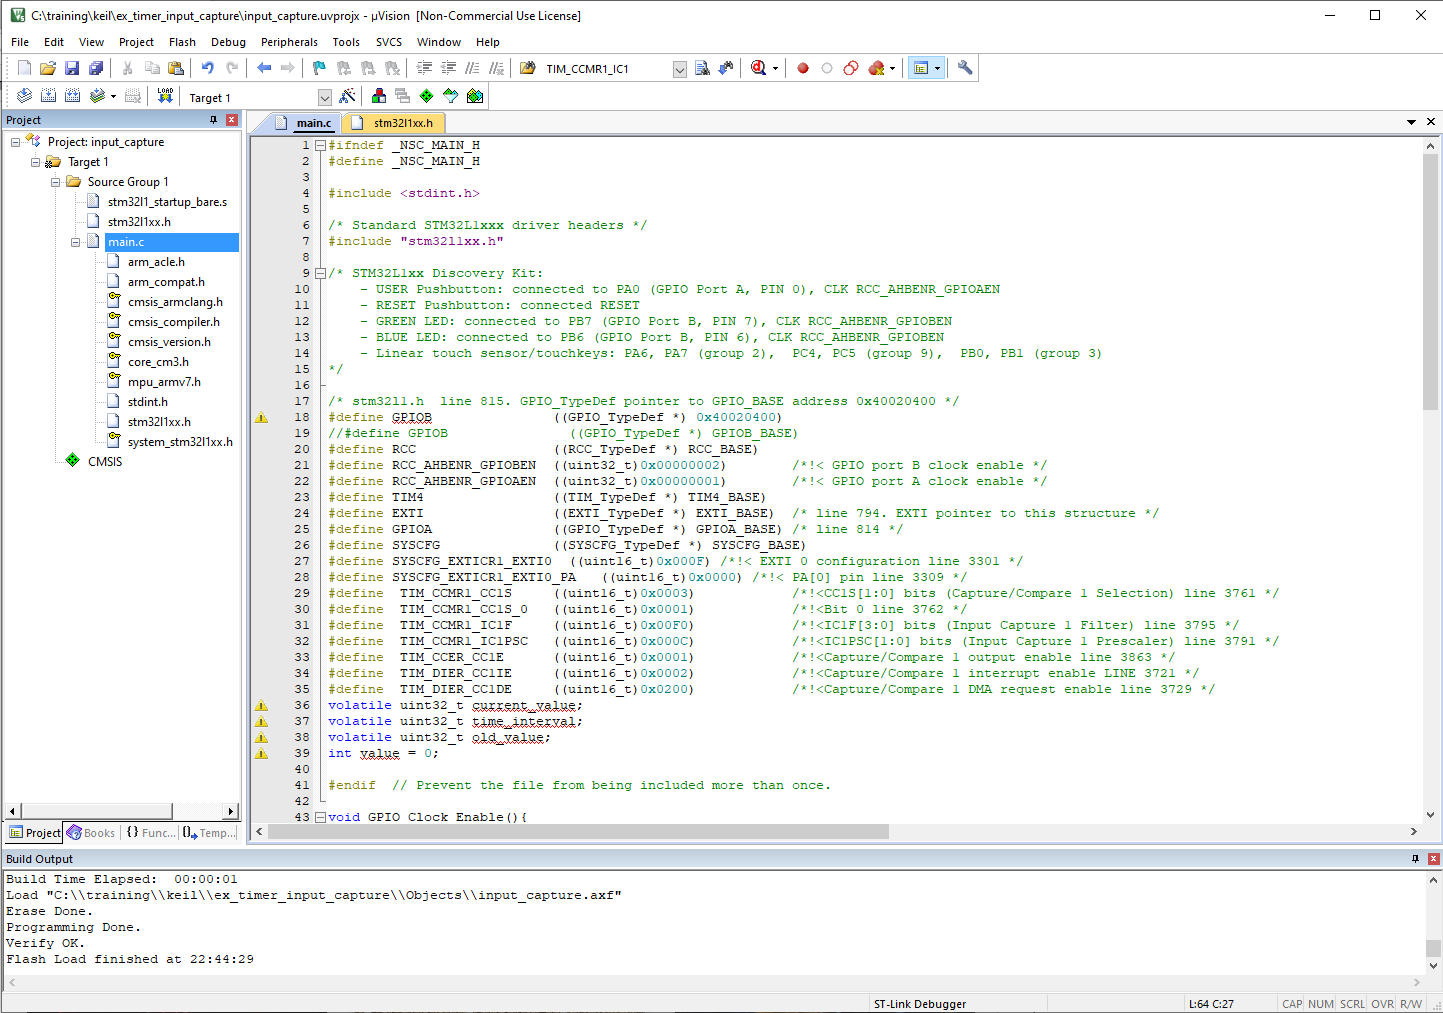 C:\training\keil\ex_timer_input_capture\input_capture.uvprojx - µVision  [Non-Commercial Use License]
File Edit View Project Flash Debug Peripherals Tools SVCS Window Help
TIM_CCMR1_IC1
LOAD Target 1
Project
Project: input_capture
Target 1
Source Group 1
stm32l1_startup_bare.s
stm32l1xx.h
main.c
arm_acle.h
arm_compat.h
cmsis_armclang.h
cmsis_compiler.h
cmsis_version.h
core_cm3.h
mpu_armv7.h
stdint.h
stm32l1xx.h
system_stm32l1xx.h
CMSIS
Project Books {} Func... Temp...
main.c stm32l1xx.h
1 #ifndef _NSC_MAIN_H
2 #define _NSC_MAIN_H
3
4 #include <stdint.h>
5
6 /* Standard STM32L1xxx driver headers */
7 #include "stm32l1xx.h"
8
9 /* STM32L1xx Discovery Kit:
10 - USER Pushbutton: connected to PA0 (GPIO Port A, PIN 0), CLK RCC_AHBENR_GPIOAEN
11 - RESET Pushbutton: connected RESET
12 - GREEN LED: connected to PB7 (GPIO Port B, PIN 7), CLK RCC_AHBENR_GPIOBEN
13 - BLUE LED: connected to PB6 (GPIO Port B, PIN 6), CLK RCC_AHBENR_GPIOBEN
14 - Linear touch sensor/touchkeys: PA6, PA7 (group 2),  PC4, PC5 (group 9),  PB0, PB1 (group 3)
15 */
16
17 /* stm32l1.h  line 815. GPIO_TypeDef pointer to GPIO_BASE address 0x40020400 */
18 #define GPIOB ((GPIO_TypeDef *) 0x40020400)
19 //#define GPIOB ((GPIO_TypeDef *) GPIOB_BASE)
20 #define RCC ((RCC_TypeDef *) RCC_BASE)
21 #define RCC_AHBENR_GPIOBEN ((uint32_t)0x00000002) /*!< GPIO port B clock enable */
22 #define RCC_AHBENR_GPIOAEN ((uint32_t)0x00000001) /*!< GPIO port A clock enable */
23 #define TIM4 ((TIM_TypeDef *) TIM4_BASE)
24 #define EXTI ((EXTI_TypeDef *) EXTI_BASE) /* line 794. EXTI pointer to this structure */
25 #define GPIOA ((GPIO_TypeDef *) GPIOA_BASE) /* line 814 */
26 #define SYSCFG ((SYSCFG_TypeDef *) SYSCFG_BASE)
27 #define SYSCFG_EXTICR1_EXTI0 ((uint16_t)0x000F) /*!< EXTI 0 configuration line 3301 */
28 #define SYSCFG_EXTICR1_EXTI0_PA ((uint16_t)0x0000) /*!< PA[0] pin line 3309 */
29 #define TIM_CCMR1_CC1S ((uint16_t)0x0003) /*!<CC1S[1:0] bits (Capture/Compare 1 Selection) line 3761 */
30 #define TIM_CCMR1_CC1S_0 ((uint16_t)0x0001) /*!<Bit 0 line 3762 */
31 #define TIM_CCMR1_IC1F ((uint16_t)0x00F0) /*!<IC1F[3:0] bits (Input Capture 1 Filter) line 3795 */
32 #define TIM_CCMR1_IC1PSC ((uint16_t)0x000C) /*!<IC1PSC[1:0] bits (Input Capture 1 Prescaler) line 3791 */
33 #define TIM_CCER_CC1E ((uint16_t)0x0001) /*!<Capture/Compare 1 output enable line 3863 */
34 #define TIM_DIER_CC1IE ((uint16_t)0x0002) /*!<Capture/Compare 1 interrupt enable LINE 3721 */
35 #define TIM_DIER_CC1DE ((uint16_t)0x0200) /*!<Capture/Compare 1 DMA request enable line 3729 */
36 volatile uint32_t current_value;
37 volatile uint32_t time_interval;
38 volatile uint32_t old_value;
39 int value = 0;
40
41 #endif  // Prevent the file from being included more than once.
42
43 void GPIO_Clock_Enable(){
Build Output
Build Time Elapsed:  00:00:01
Load "C:\\training\\keil\\ex_timer_input_capture\\Objects\\input_capture.axf"
Erase Done.
Programming Done.
Verify OK.
Flash Load finished at 22:44:29
ST-Link Debugger L:64 C:27 CAP NUM SCRL OVR R/W